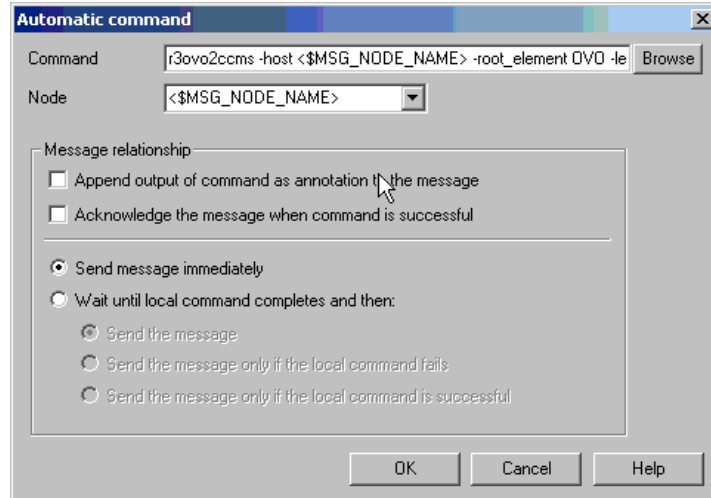 Automatic command
Command r3ovo2ccms -host <$MSG_NODE_NAME> -root_element OVO -le Browse
Node <$MSG_NODE_NAME>
Message relationship
Append output of command as annotation to the message
Acknowledge the message when command is successful
Send message immediately
Wait until local command completes and then:
Send the message
Send the message only if the local command fails
Send the message only if the local command is successful
OK Cancel Help